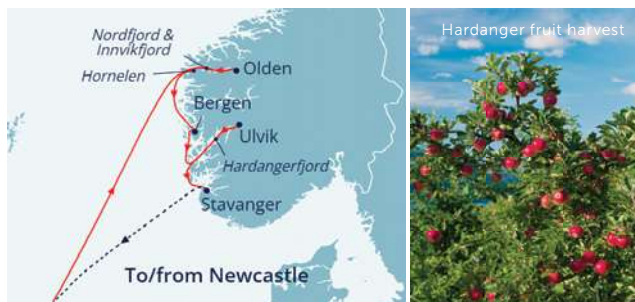 Nordfjord &
Innvikfjord
Hornelen
Olden
Bergen
Ulvik
Hardangerfjord
Stavanger
To/from Newcastle
Hardanger fruit harvest